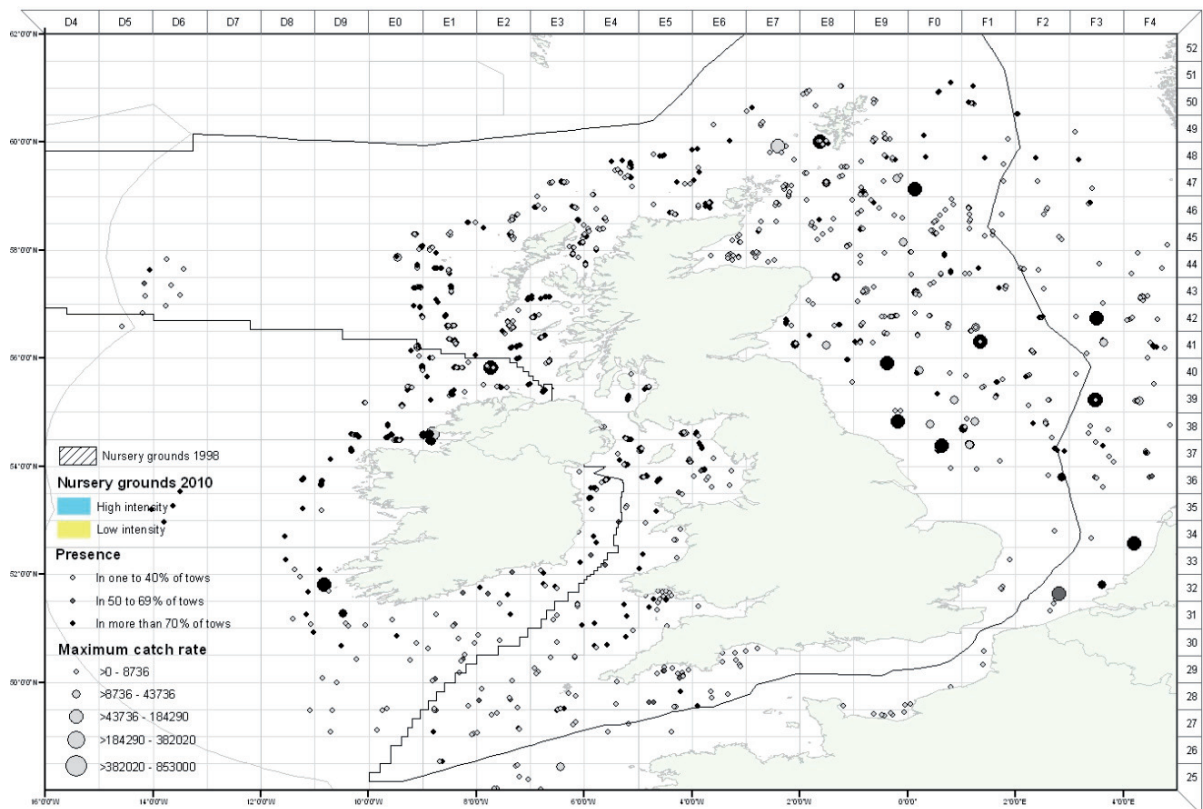 D4 D5 D6 D7 D8 D9 E0 E1 E2 E3 E4 E5 E6 E7 E8 E9 F0 F1 F2 F3 F4
62°0'0"N
60°0'0"N
58°0'0"N
56°0'0"N
54°0'0"N
52°0'0"N
50°0'0"N
52
51
50
49
48
47
46
45
44
43
42
41
40
39
38
37
36
35
34
33
32
31
30
29
28
27
26
25
Nursery grounds 1998
Nursery grounds 2010
High intensity
Low intensity
Presence
In one to 40% of tows
In 50 to 69% of tows
In more than 70% of tows
Maximum catch rate
>0 - 8736
>8736 - 43736
>43736 - 184290
>184290 - 382020
>382020 - 853000
16°0'0"W 14°0'0"W 12°0'0"W 10°0'0"W 8°0'0"W 6°0'0"W 4°0'0"W 2°0'0"W 0°0'0" 2°0'0"E 4°0'0"E